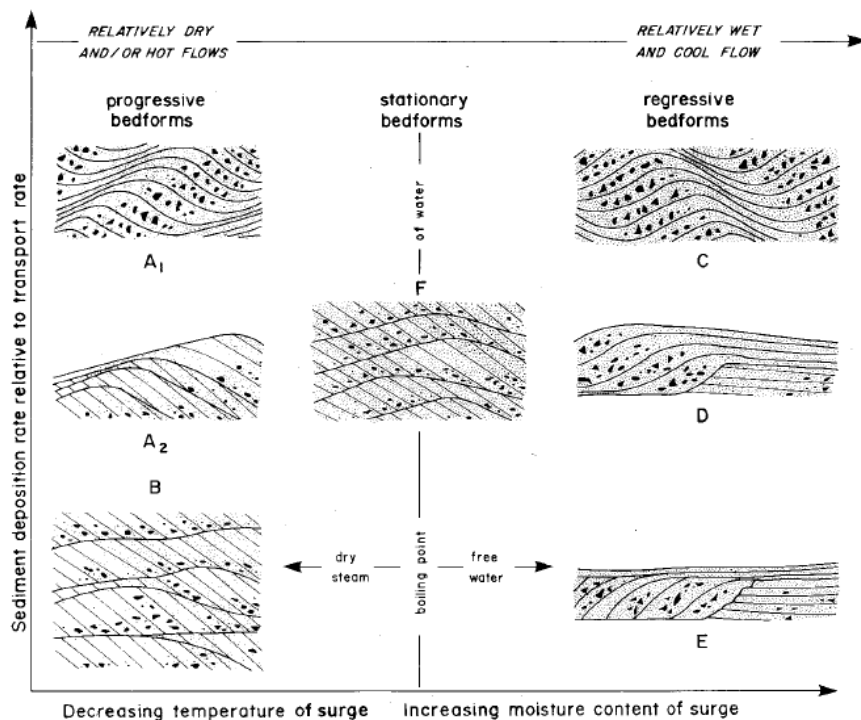 RELATIVELY DRY
AND/OR HOT FLOWS
RELATIVELY WET
AND COOL FLOW
progressive
bedforms
stationary
bedforms
regressive
bedforms
of water
A1
F
C
A2
D
B
dry
steam
free
water
boiling point
E
Sediment deposition rate relative to transport rate
Decreasing temperature of surge
Increasing moisture content of surge